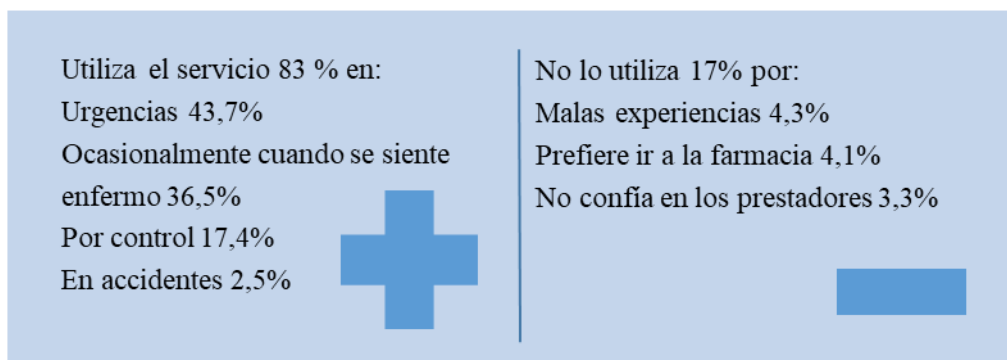 Utiliza el servicio 83 % en:
Urgencias 43,7%
Ocasionalmente cuando se siente
enfermo 36,5%
Por control 17,4%
En accidentes 2,5%
No lo utiliza 17% por:
Malas experiencias 4,3%
Prefiere ir a la farmacia 4,1%
No confía en los prestadores 3,3%